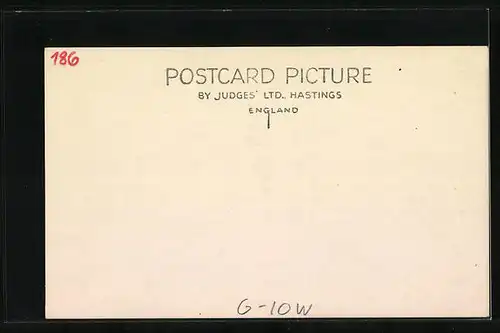 186
POSTCARD PICTURE
BY JUDGES' LTD., HASTINGS
ENGLAND
G-10W